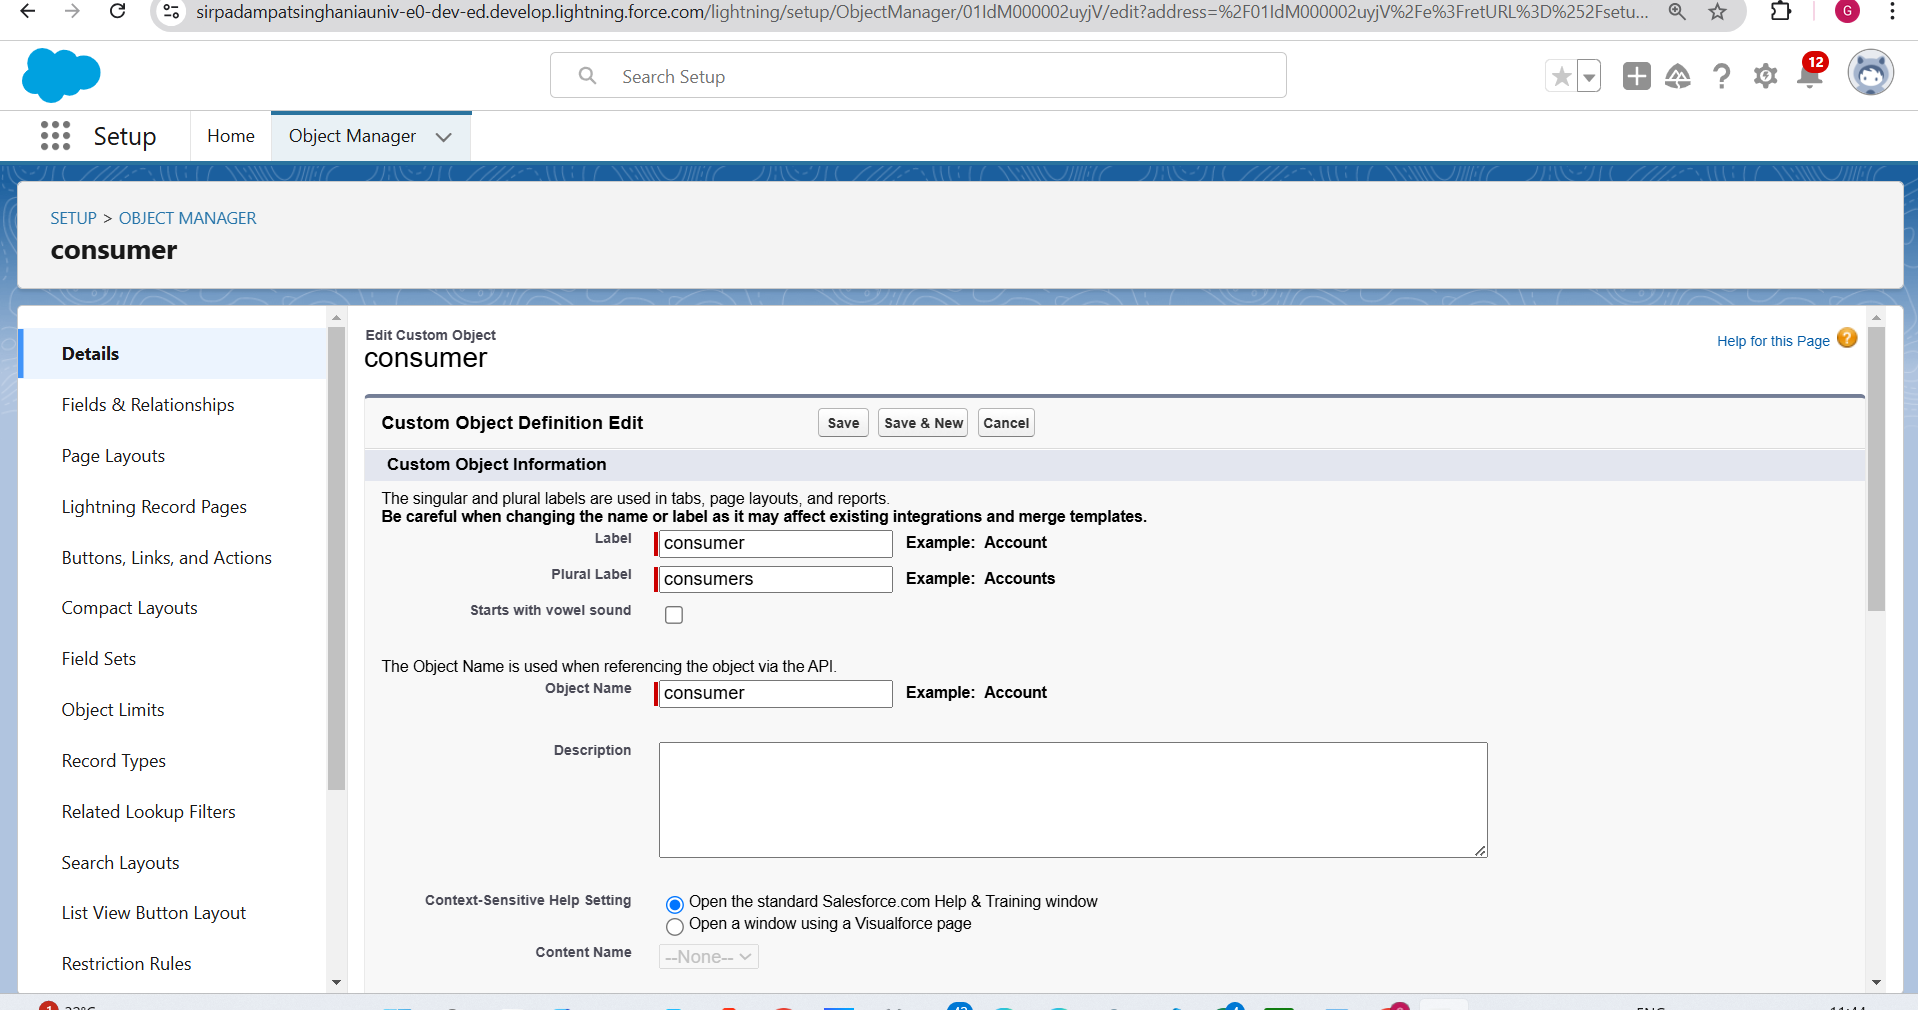 sirpadampatsinghaniauniv-e0-dev-ed.develop.lightning.force.com/lightning/setup/ObjectManager/01IdM000002uyjV/edit?address=%2F01IdM000002uyjV%2Fe%3FretURL%3D%252Fsetu...
G
Search Setup
12
Setup
Home
Object Manager
SETUP > OBJECT MANAGER
consumer
Details
Fields & Relationships
Page Layouts
Lightning Record Pages
Buttons, Links, and Actions
Compact Layouts
Field Sets
Object Limits
Record Types
Related Lookup Filters
Search Layouts
List View Button Layout
Restriction Rules
Edit Custom Object
consumer
Help for this Page ?
Custom Object Definition Edit
Save
Save & New
Cancel
Custom Object Information
The singular and plural labels are used in tabs, page layouts, and reports.
Be careful when changing the name or label as it may affect existing integrations and merge templates.
Label consumer Example: Account
Plural Label consumers Example: Accounts
Starts with vowel sound
The Object Name is used when referencing the object via the API.
Object Name consumer Example: Account
Description
Context-Sensitive Help Setting
Open the standard Salesforce.com Help & Training window
Open a window using a Visualforce page
Content Name --None--